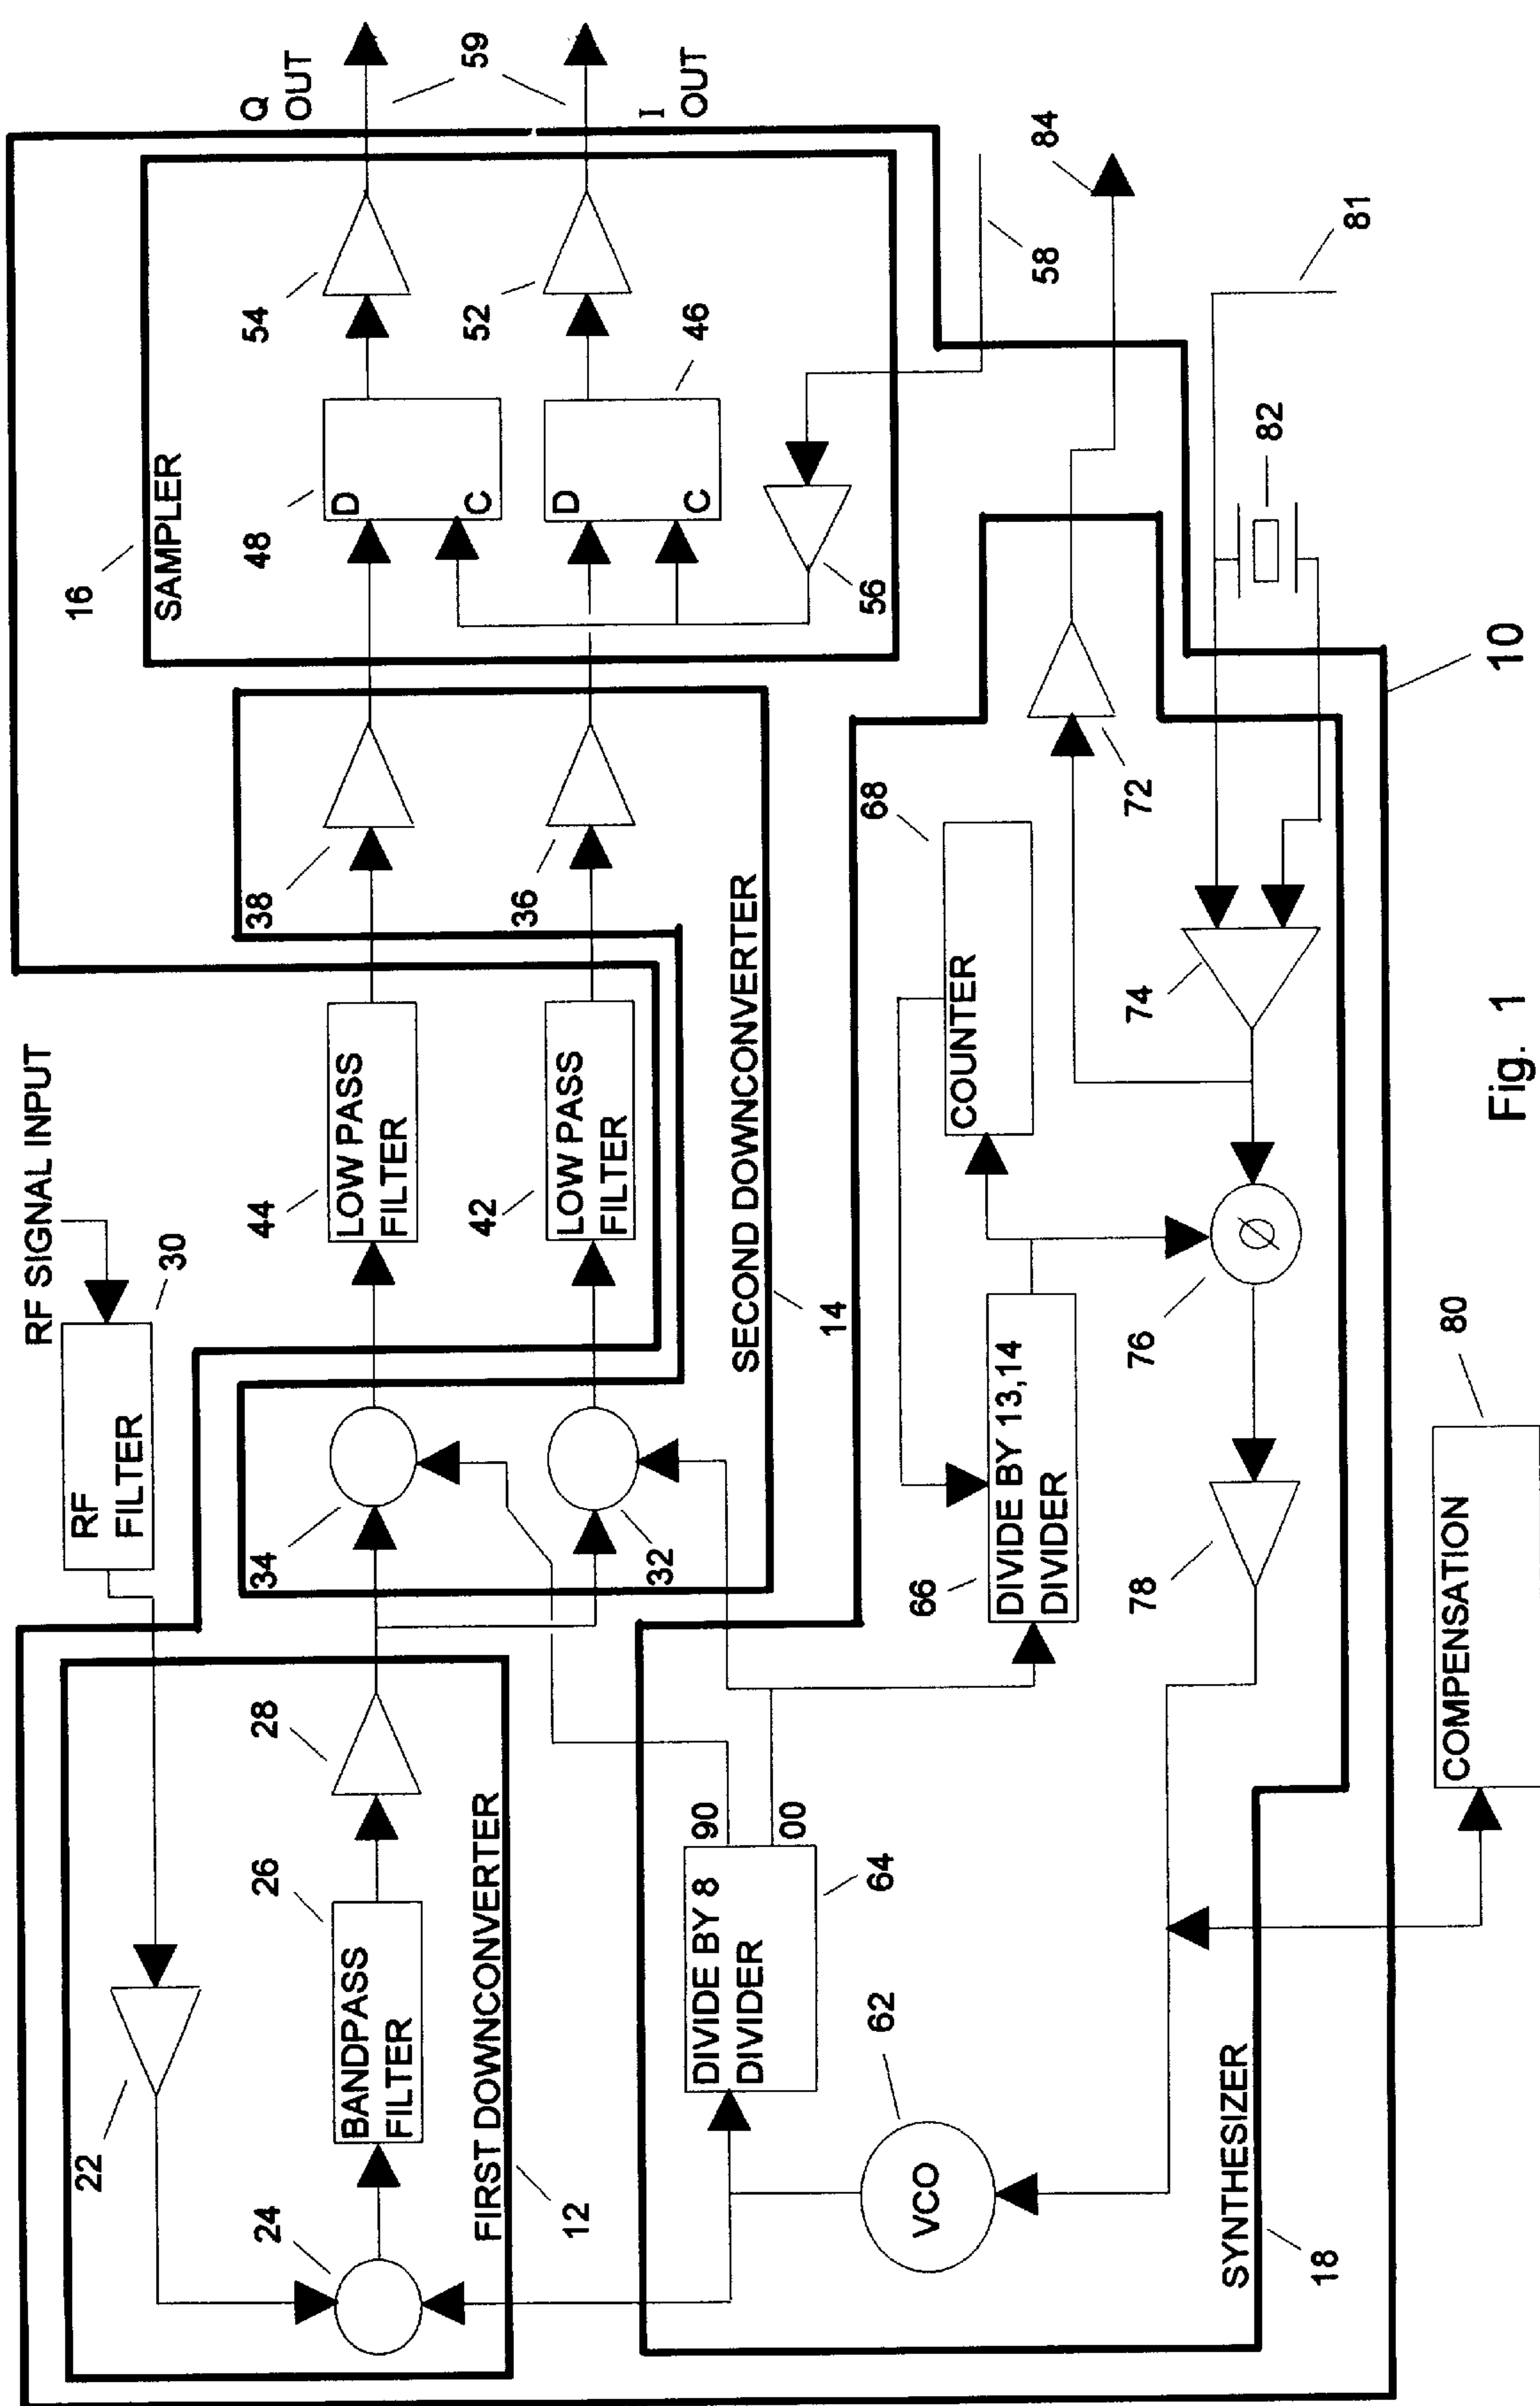 RF SIGNAL INPUT
RF
FILTER
30
22
24
BANDPASS
FILTER
26
28
FIRST DOWNCONVERTER
12
34
32
LOW PASS
FILTER
44
LOW PASS
FILTER
42
38
36
SECOND DOWNCONVERTER
14
16
SAMPLER
48
D
C
D
C
46
54
52
56
Q
OUT
59
I
OUT
58
84
DIVIDE BY 8
DIVIDER
90
00
64
VCO
62
66
DIVIDE BY 13,14
DIVIDER
68
COUNTER
72
74
Ø
76
78
82
81
SYNTHESIZER
18
COMPENSATION
80
10
Fig. 1